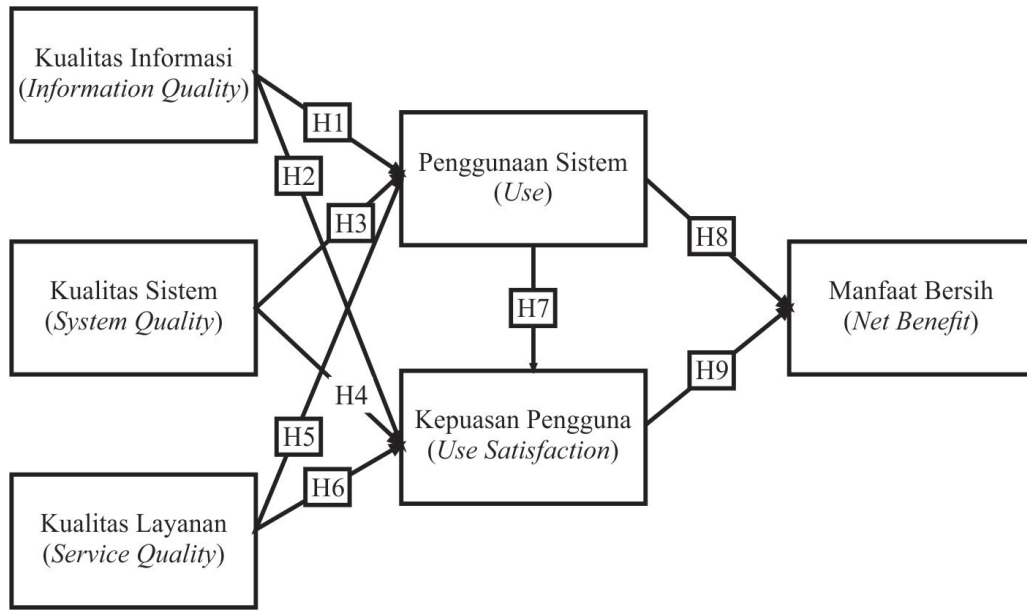 Kualitas Informasi
(Information Quality)
H1
H2
Penggunaan Sistem
(Use)
H3
H8
Kualitas Sistem
(System Quality)
H7
Manfaat Bersih
(Net Benefit)
H4
H9
H5
Kepuasan Pengguna
(Use Satisfaction)
H6
Kualitas Layanan
(Service Quality)